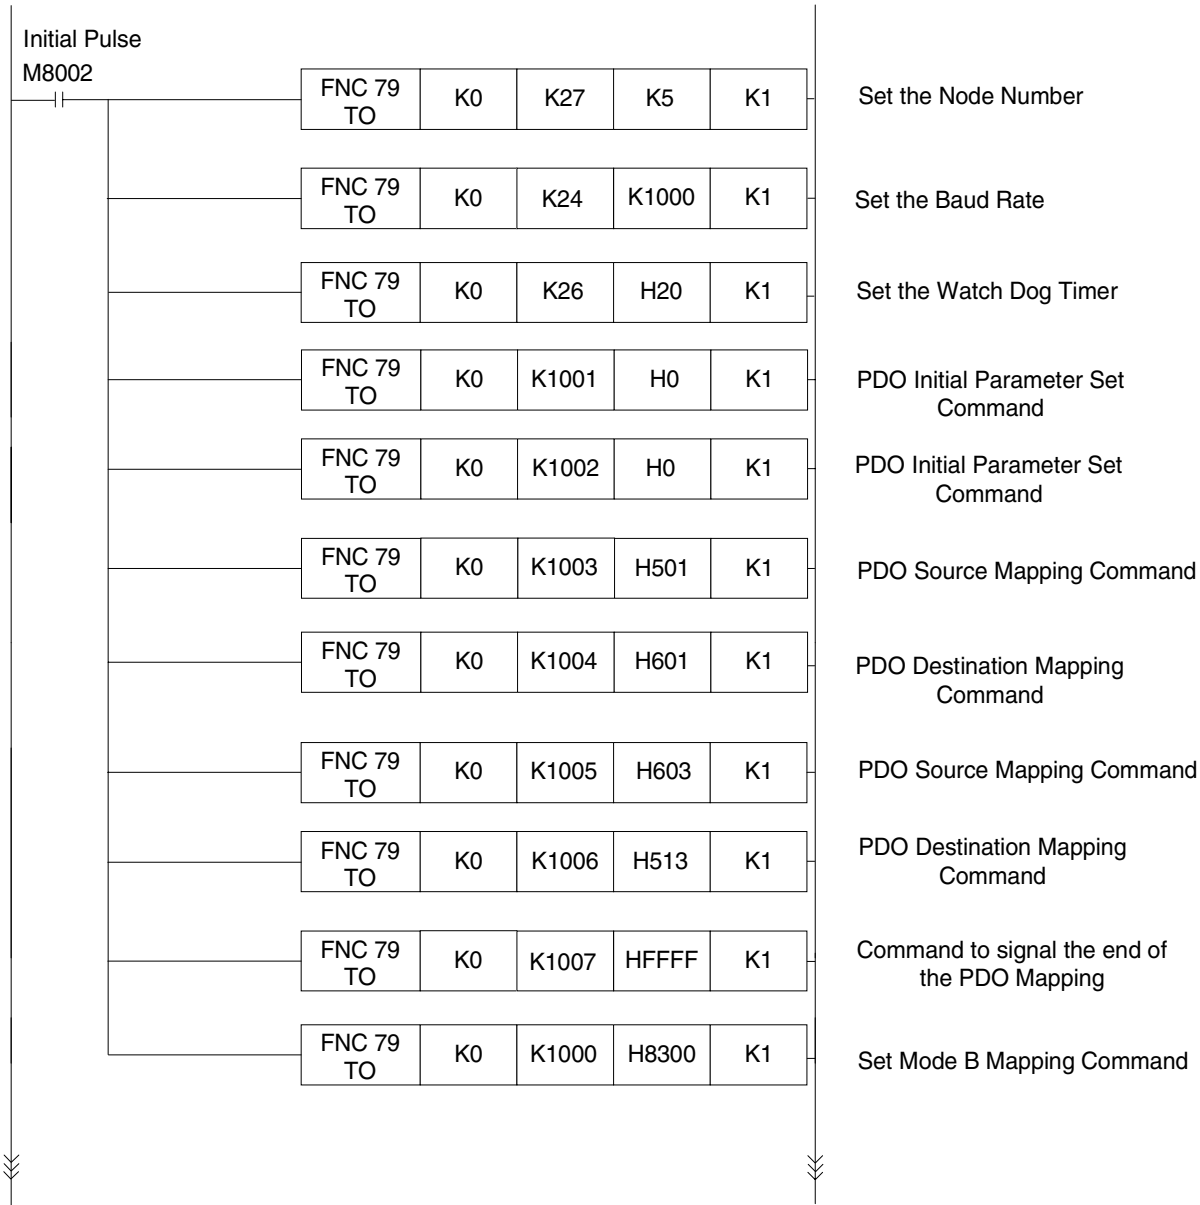 Initial Pulse
M8002
FNC 79 TO K0 K27 K5 K1 Set the Node Number
FNC 79 TO K0 K24 K1000 K1 Set the Baud Rate
FNC 79 TO K0 K26 H20 K1 Set the Watch Dog Timer
FNC 79 TO K0 K1001 H0 K1 PDO Initial Parameter Set
Command
FNC 79 TO K0 K1002 H0 K1 PDO Initial Parameter Set
Command
FNC 79 TO K0 K1003 H501 K1 PDO Source Mapping Command
FNC 79 TO K0 K1004 H601 K1 PDO Destination Mapping
Command
FNC 79 TO K0 K1005 H603 K1 PDO Source Mapping Command
FNC 79 TO K0 K1006 H513 K1 PDO Destination Mapping
Command
FNC 79 TO K0 K1007 HFFFF K1 Command to signal the end of
the PDO Mapping
FNC 79 TO K0 K1000 H8300 K1 Set Mode B Mapping Command